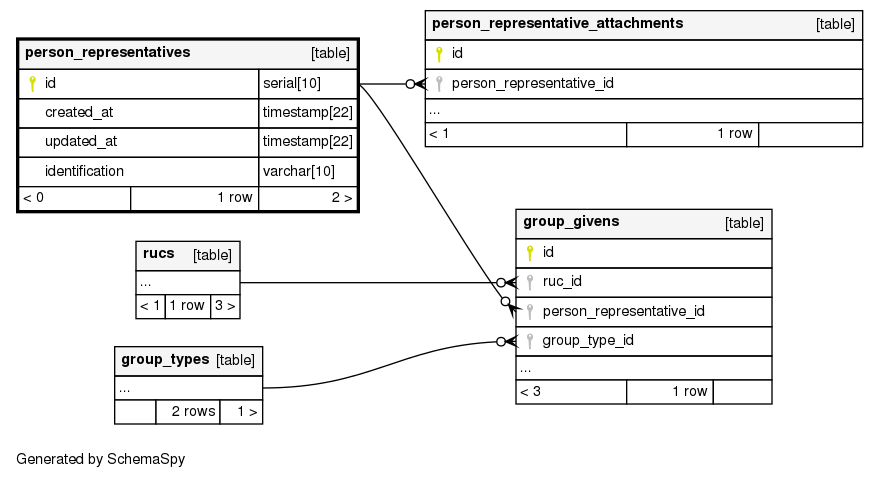 person_representatives [table]
id serial[10]
created_at timestamp[22]
updated_at timestamp[22]
identification varchar[10]
< 0 1 row 2 >
person_representative_attachments [table]
id
person_representative_id
...
< 1 1 row
group_givens [table]
id
ruc_id
person_representative_id
group_type_id
...
< 3 1 row
rucs [table]
...
< 1 1 row 3 >
group_types [table]
...
2 rows 1 >
Generated by SchemaSpy